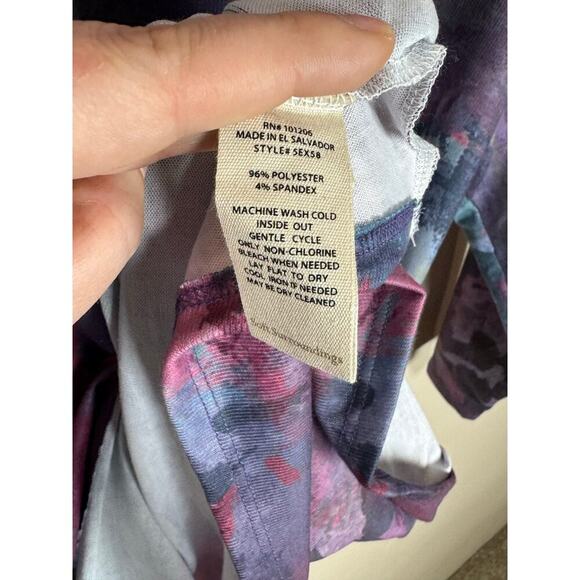 RN# 101206
MADE IN EL SALVADOR
STYLE# 5EX58
96% POLYESTER
4% SPANDEX
MACHINE WASH COLD
INSIDE OUT
GENTLE CYCLE
ONLY NON-CHLORINE
BLEACH WHEN NEEDED
LAY FLAT TO DRY
COOL IRON IF NEEDED
MAY BE DRY CLEANED
Soft Surroundings